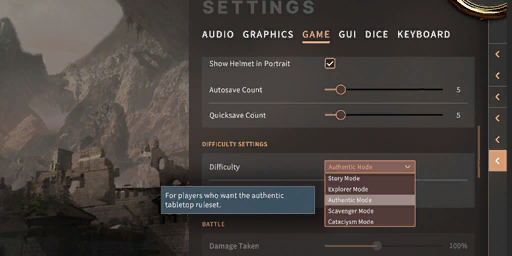 SETTINGS
AUDIO GRAPHICS GAME GUI DICE KEYBOARD
Show Helmet in Portrait
Autosave Count 5
Quicksave Count 5
DIFFICULTY SETTINGS
Difficulty Authentic Mode
Story Mode
Explorer Mode
Authentic Mode
Scavenger Mode
Cataclysm Mode
For players who want the authentic
tabletop ruleset.
BATTLE
Damage Taken 100%